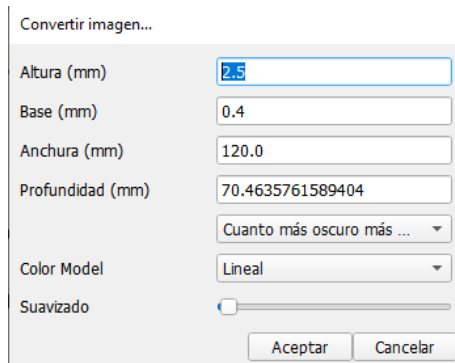 Convertir imagen...
Altura (mm) 2.5
Base (mm) 0.4
Anchura (mm) 120.0
Profundidad (mm) 70.4635761589404
Cuanto más oscuro más ...
Color Model Lineal
Suavizado
Aceptar Cancelar